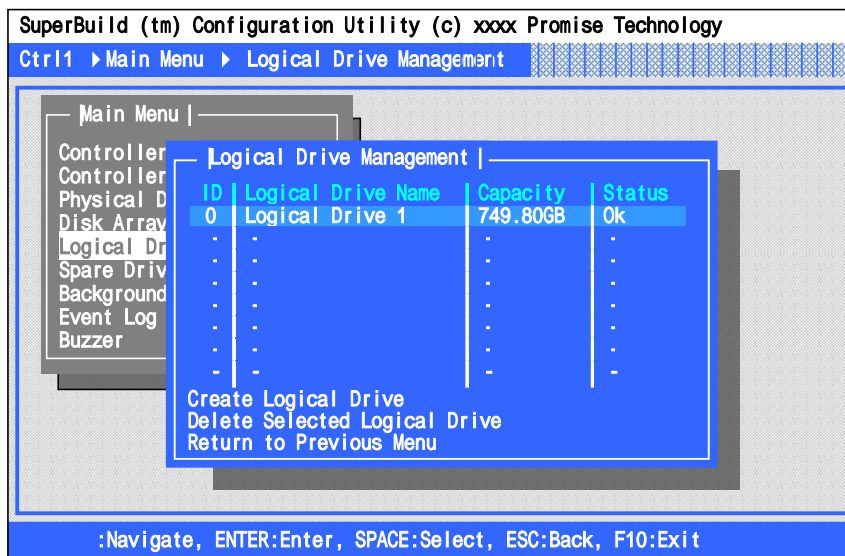 SuperBuild (tm) Configuration Utility (c) xxxx Promise Technology
Ctrl1 ▶Main Menu ▶ Logical Drive Management
Main Menu
Controller
Controller
Physical D
Disk Array
Logical Dr
Spare Driv
Background
Event Log
Buzzer
Logical Drive Management
ID Logical Drive Name Capacity Status
0 Logical Drive 1 749.80GB Ok
- - - -
- - - -
- - - -
- - - -
- - - -
- - - -
- - - -
Create Logical Drive
Delete Selected Logical Drive
Return to Previous Menu
:Navigate, ENTER:Enter, SPACE:Select, ESC:Back, F10:Exit